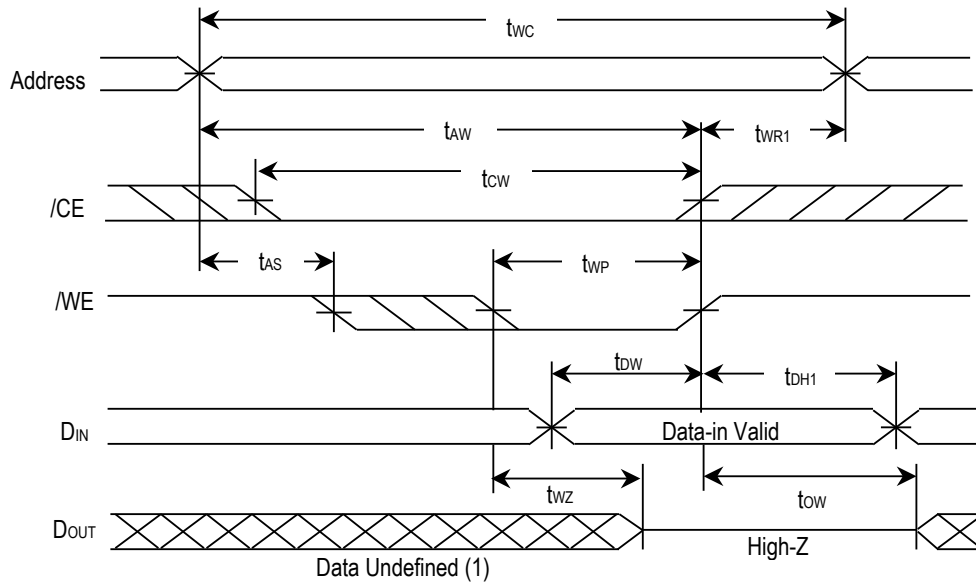 tWC
Address
tAW
tWR1
tCW
/CE
tAS
tWP
/WE
tDW
tDH1
DIN
Data-in Valid
tWZ
tOW
DOUT
High-Z
Data Undefined (1)